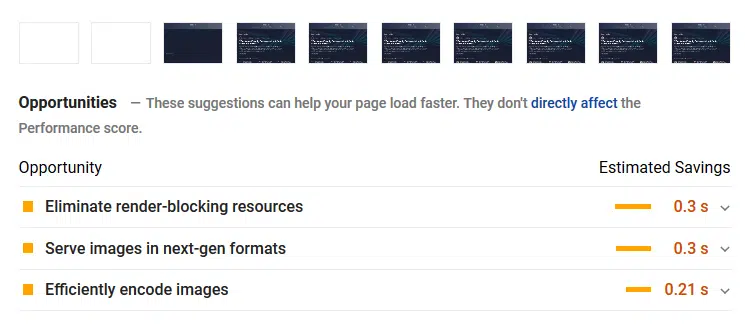 Opportunities — These suggestions can help your page load faster. They don't directly affect the
Performance score.
Opportunity Estimated Savings
Eliminate render-blocking resources 0.3 s
Serve images in next-gen formats 0.3 s
Efficiently encode images 0.21 s